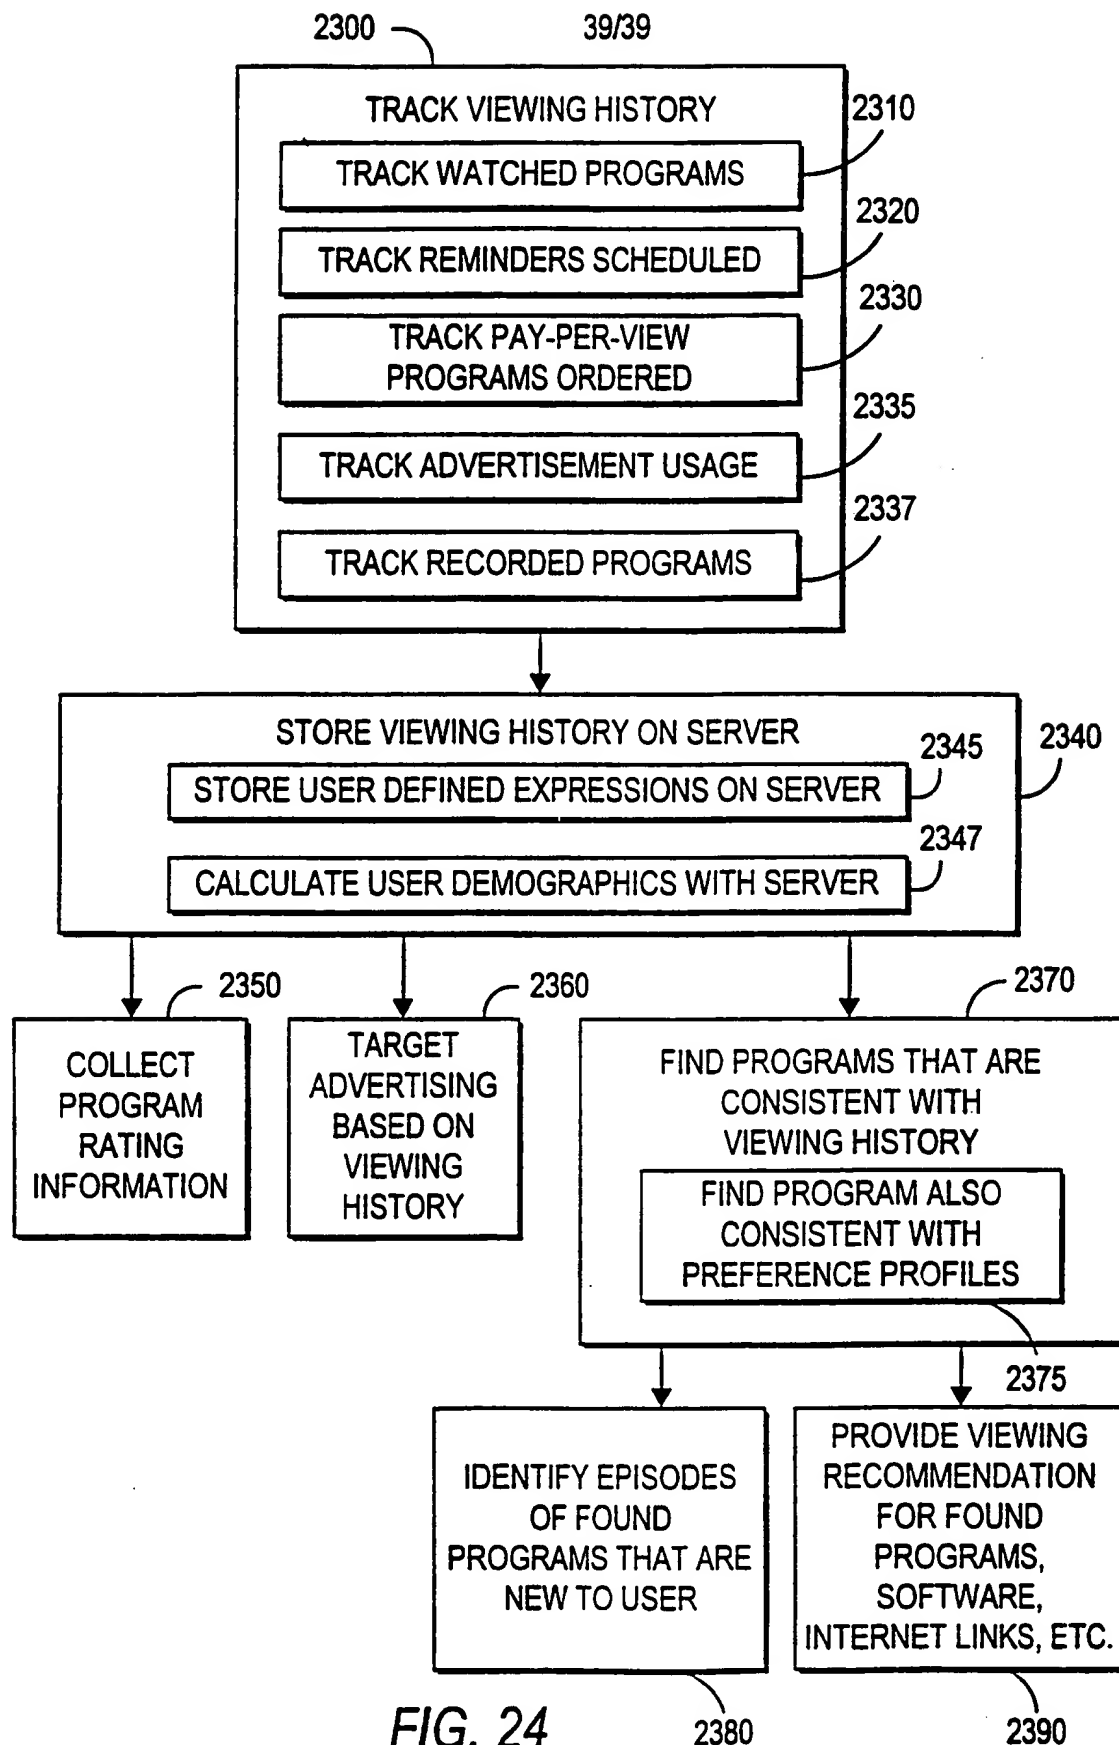 2300
39/39
TRACK VIEWING HISTORY
2310
TRACK WATCHED PROGRAMS
2320
TRACK REMINDERS SCHEDULED
2330
TRACK PAY-PER-VIEW
PROGRAMS ORDERED
2335
TRACK ADVERTISEMENT USAGE
2337
TRACK RECORDED PROGRAMS
STORE VIEWING HISTORY ON SERVER
2345
2340
STORE USER DEFINED EXPRESSIONS ON SERVER
2347
CALCULATE USER DEMOGRAPHICS WITH SERVER
2350
COLLECT
PROGRAM
RATING
INFORMATION
2360
TARGET
ADVERTISING
BASED ON
VIEWING
HISTORY
2370
FIND PROGRAMS THAT ARE
CONSISTENT WITH
VIEWING HISTORY
FIND PROGRAM ALSO
CONSISTENT WITH
PREFERENCE PROFILES
2375
IDENTIFY EPISODES
OF FOUND
PROGRAMS THAT ARE
NEW TO USER
2380
PROVIDE VIEWING
RECOMMENDATION
FOR FOUND
PROGRAMS,
SOFTWARE,
INTERNET LINKS, ETC.
2390
FIG. 24